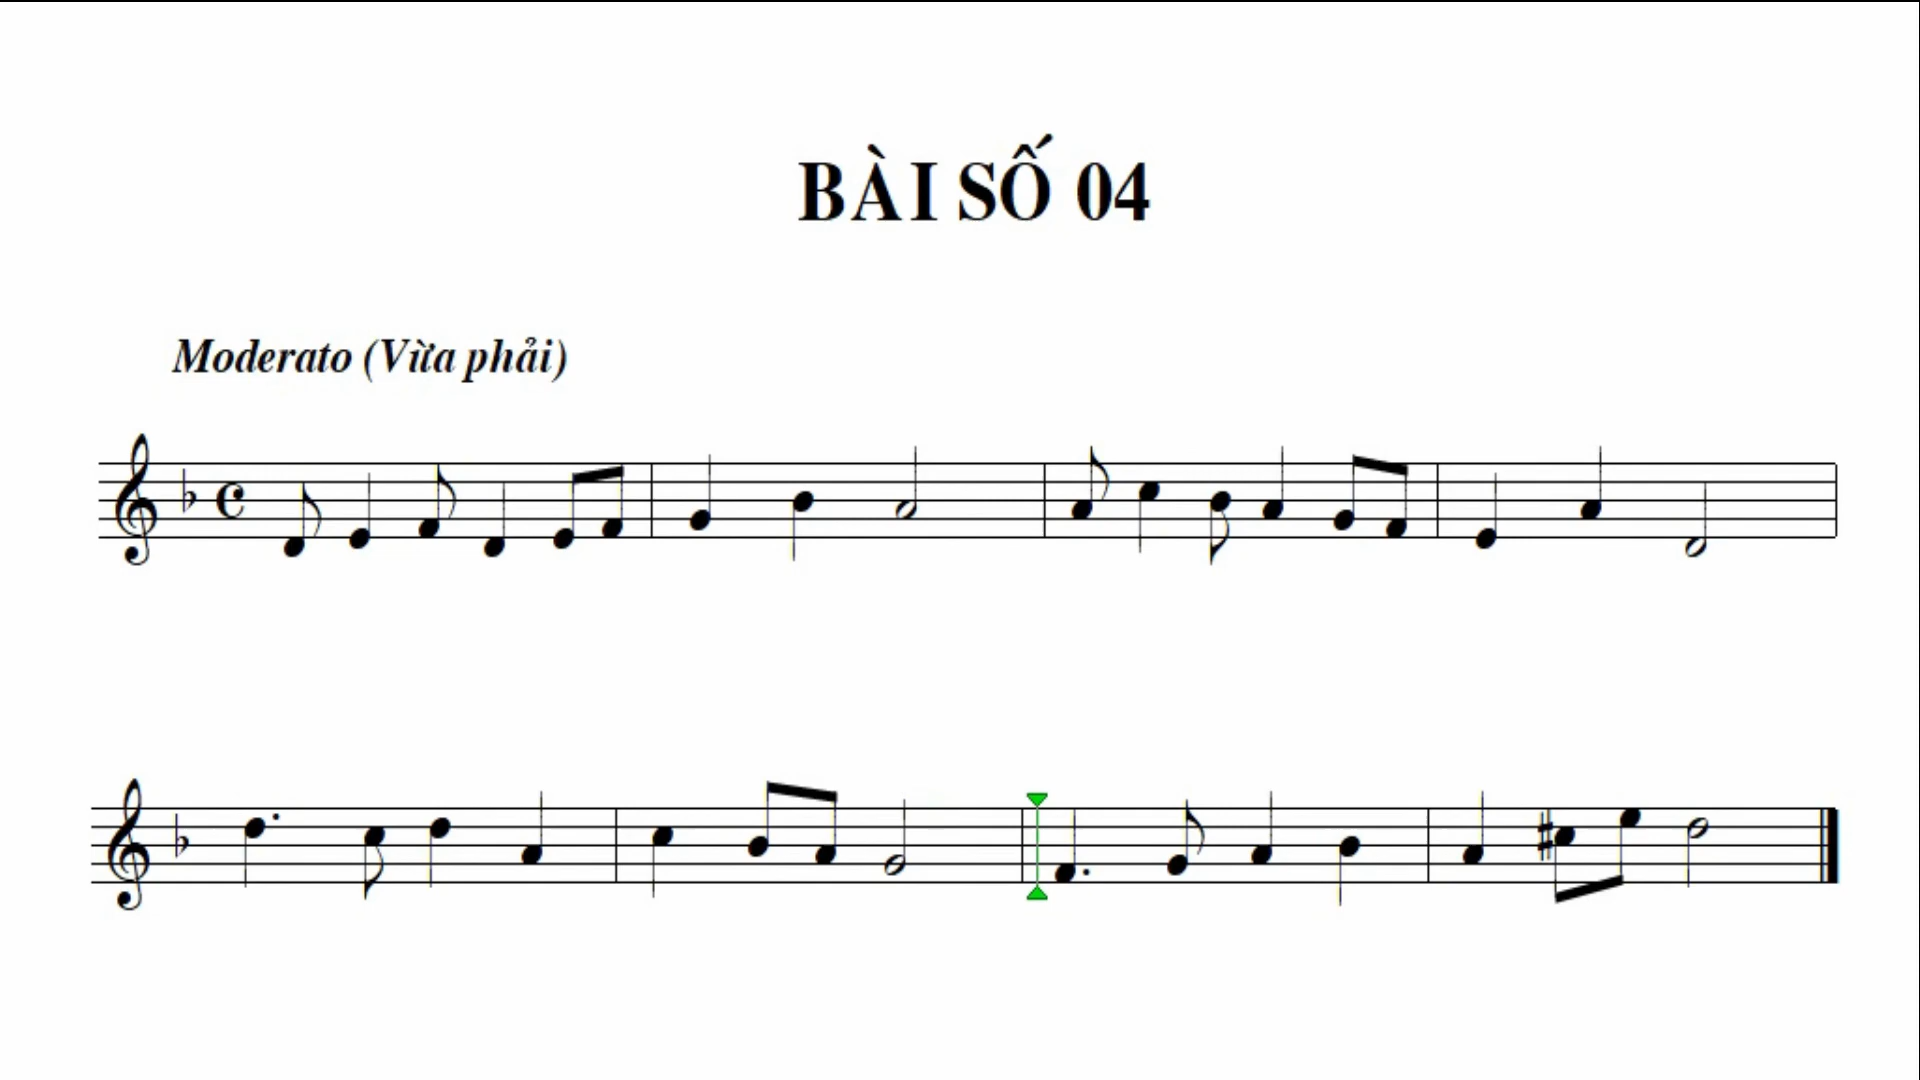 BÀI SỐ 04
Moderato (Vừa phải)